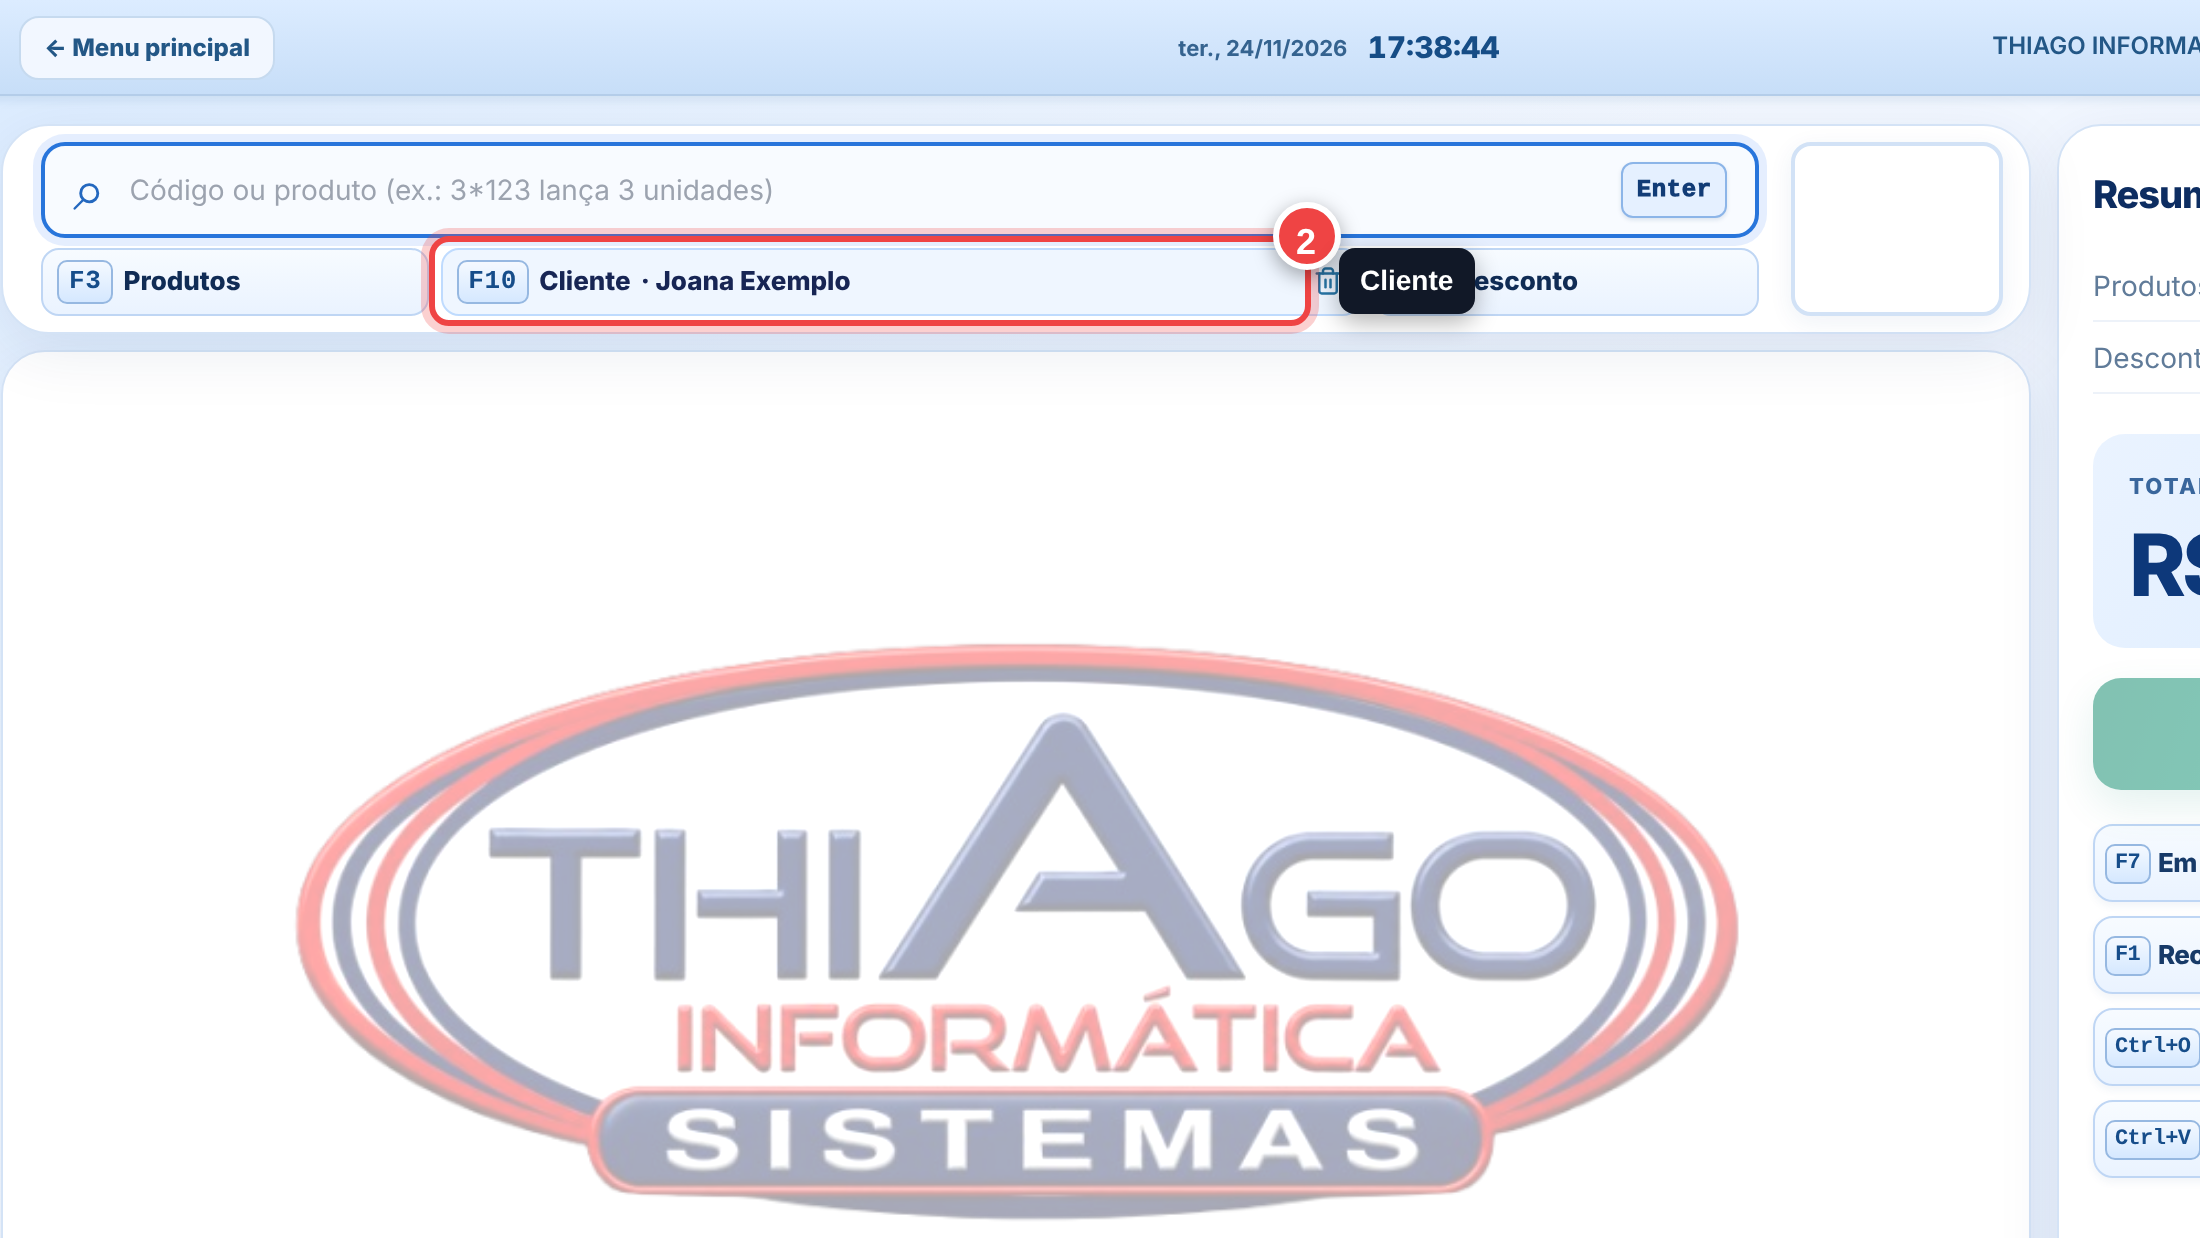 ← Menu principal
ter., 24/11/2026 17:38:44
THIAGO INFORMA
Código ou produto (ex.: 3*123 lança 3 unidades)
Enter
2
F3 Produtos
F10 Cliente · Joana Exemplo
Cliente
esconto
Resun
Produtos
Descont
TOTAL
R$
F7 Em
F1 Rec
Ctrl+O
Ctrl+V
THIAGO
INFORMÁTICA
SISTEMAS